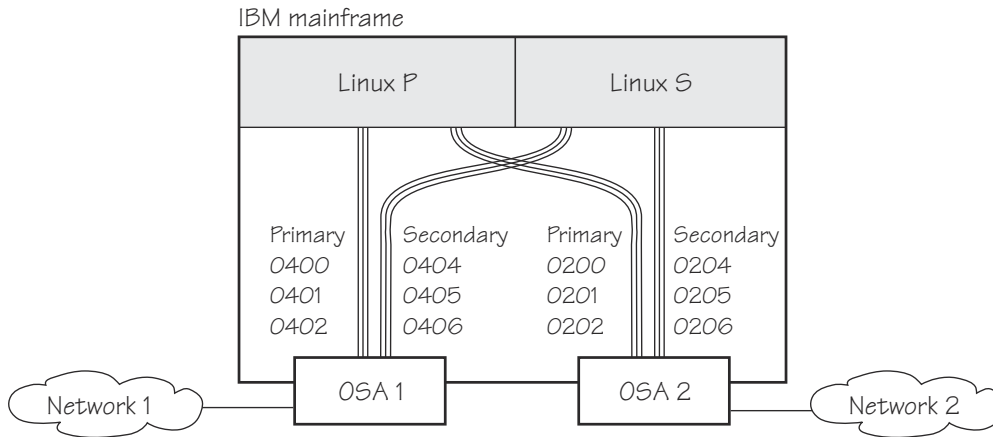 IBM mainframe
Linux P
Linux S
Primary
0400
0401
0402
Secondary
0404
0405
0406
Primary
0200
0201
0202
Secondary
0204
0205
0206
OSA 1
OSA 2
Network 1
Network 2